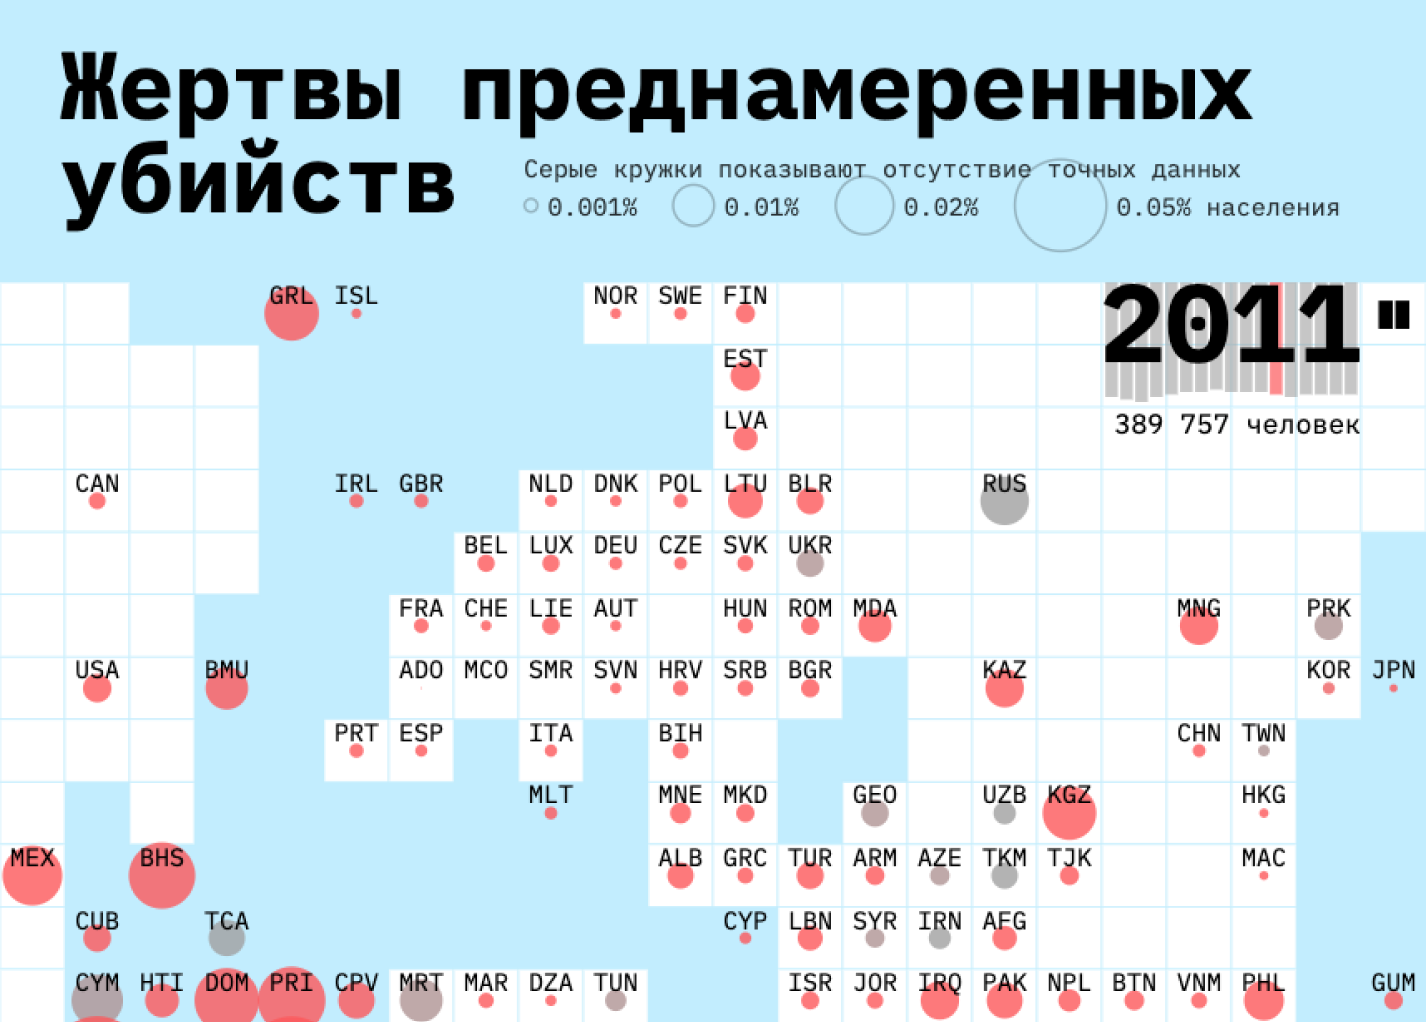 Жертвы преднамеренных
убийств
Серые кружки показывают отсутствие точных данных
0.001% 0.01% 0.02% 0.05% населения
GRL ISL NOR SWE FIN 2011
EST
LVA 389 757 человек
CAN IRL GBR NLD DNK POL LTU BLR RUS
BEL LUX DEU CZE SVK UKR
FRA CHE LIE AUT HUN ROM MDA MNG PRK
USA BMU ADO MCO SMR SVN HRV SRB BGR KAZ KOR JPN
PRT ESP ITA BIH CHN TWN
MLT MNE MKD GEO UZB KGZ HKG
MEX BHS ALB GRC TUR ARM AZE TKM TJK MAC
CUB TCA CYP LBN SYR IRN AFG
CYM HTI DOM PRI CPV MRT MAR DZA TUN ISR JOR IRQ PAK NPL BTN VNM PHL GUM